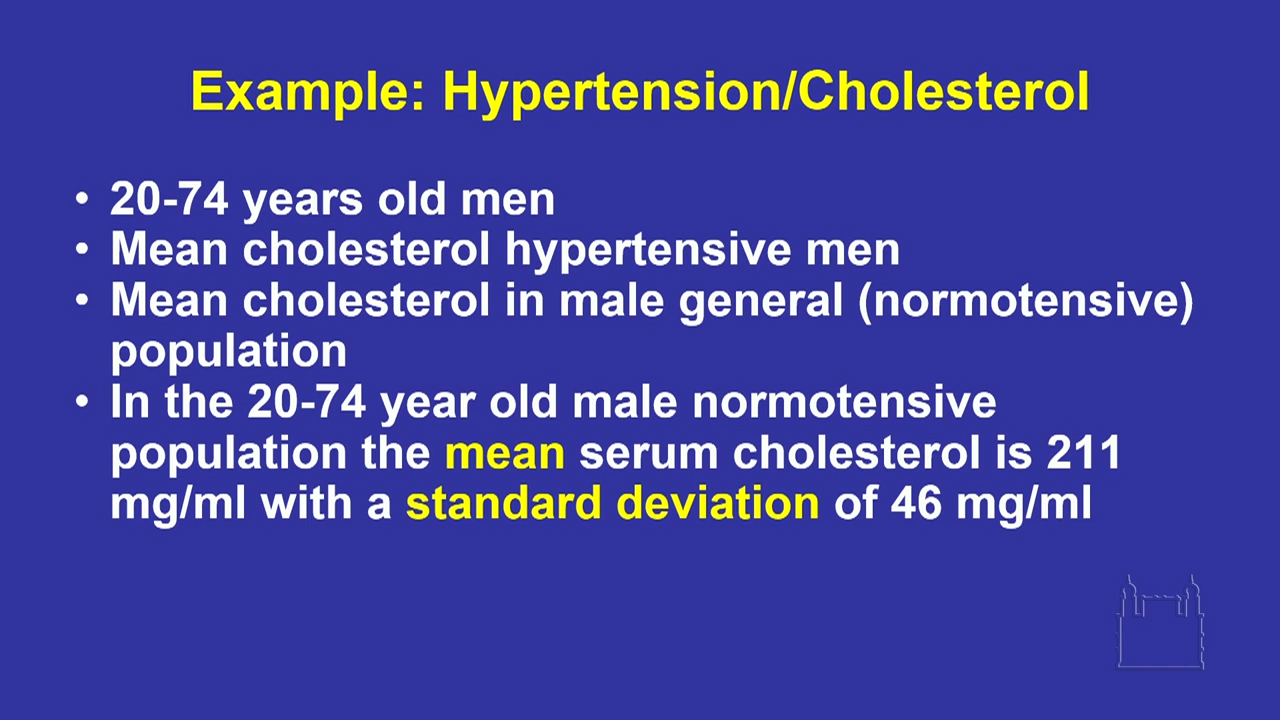 Example: Hypertension/Cholesterol
• 20-74 years old men
• Mean cholesterol hypertensive men
• Mean cholesterol in male general (normotensive)
population
• In the 20-74 year old male normotensive
population the mean serum cholesterol is 211
mg/ml with a standard deviation of 46 mg/ml